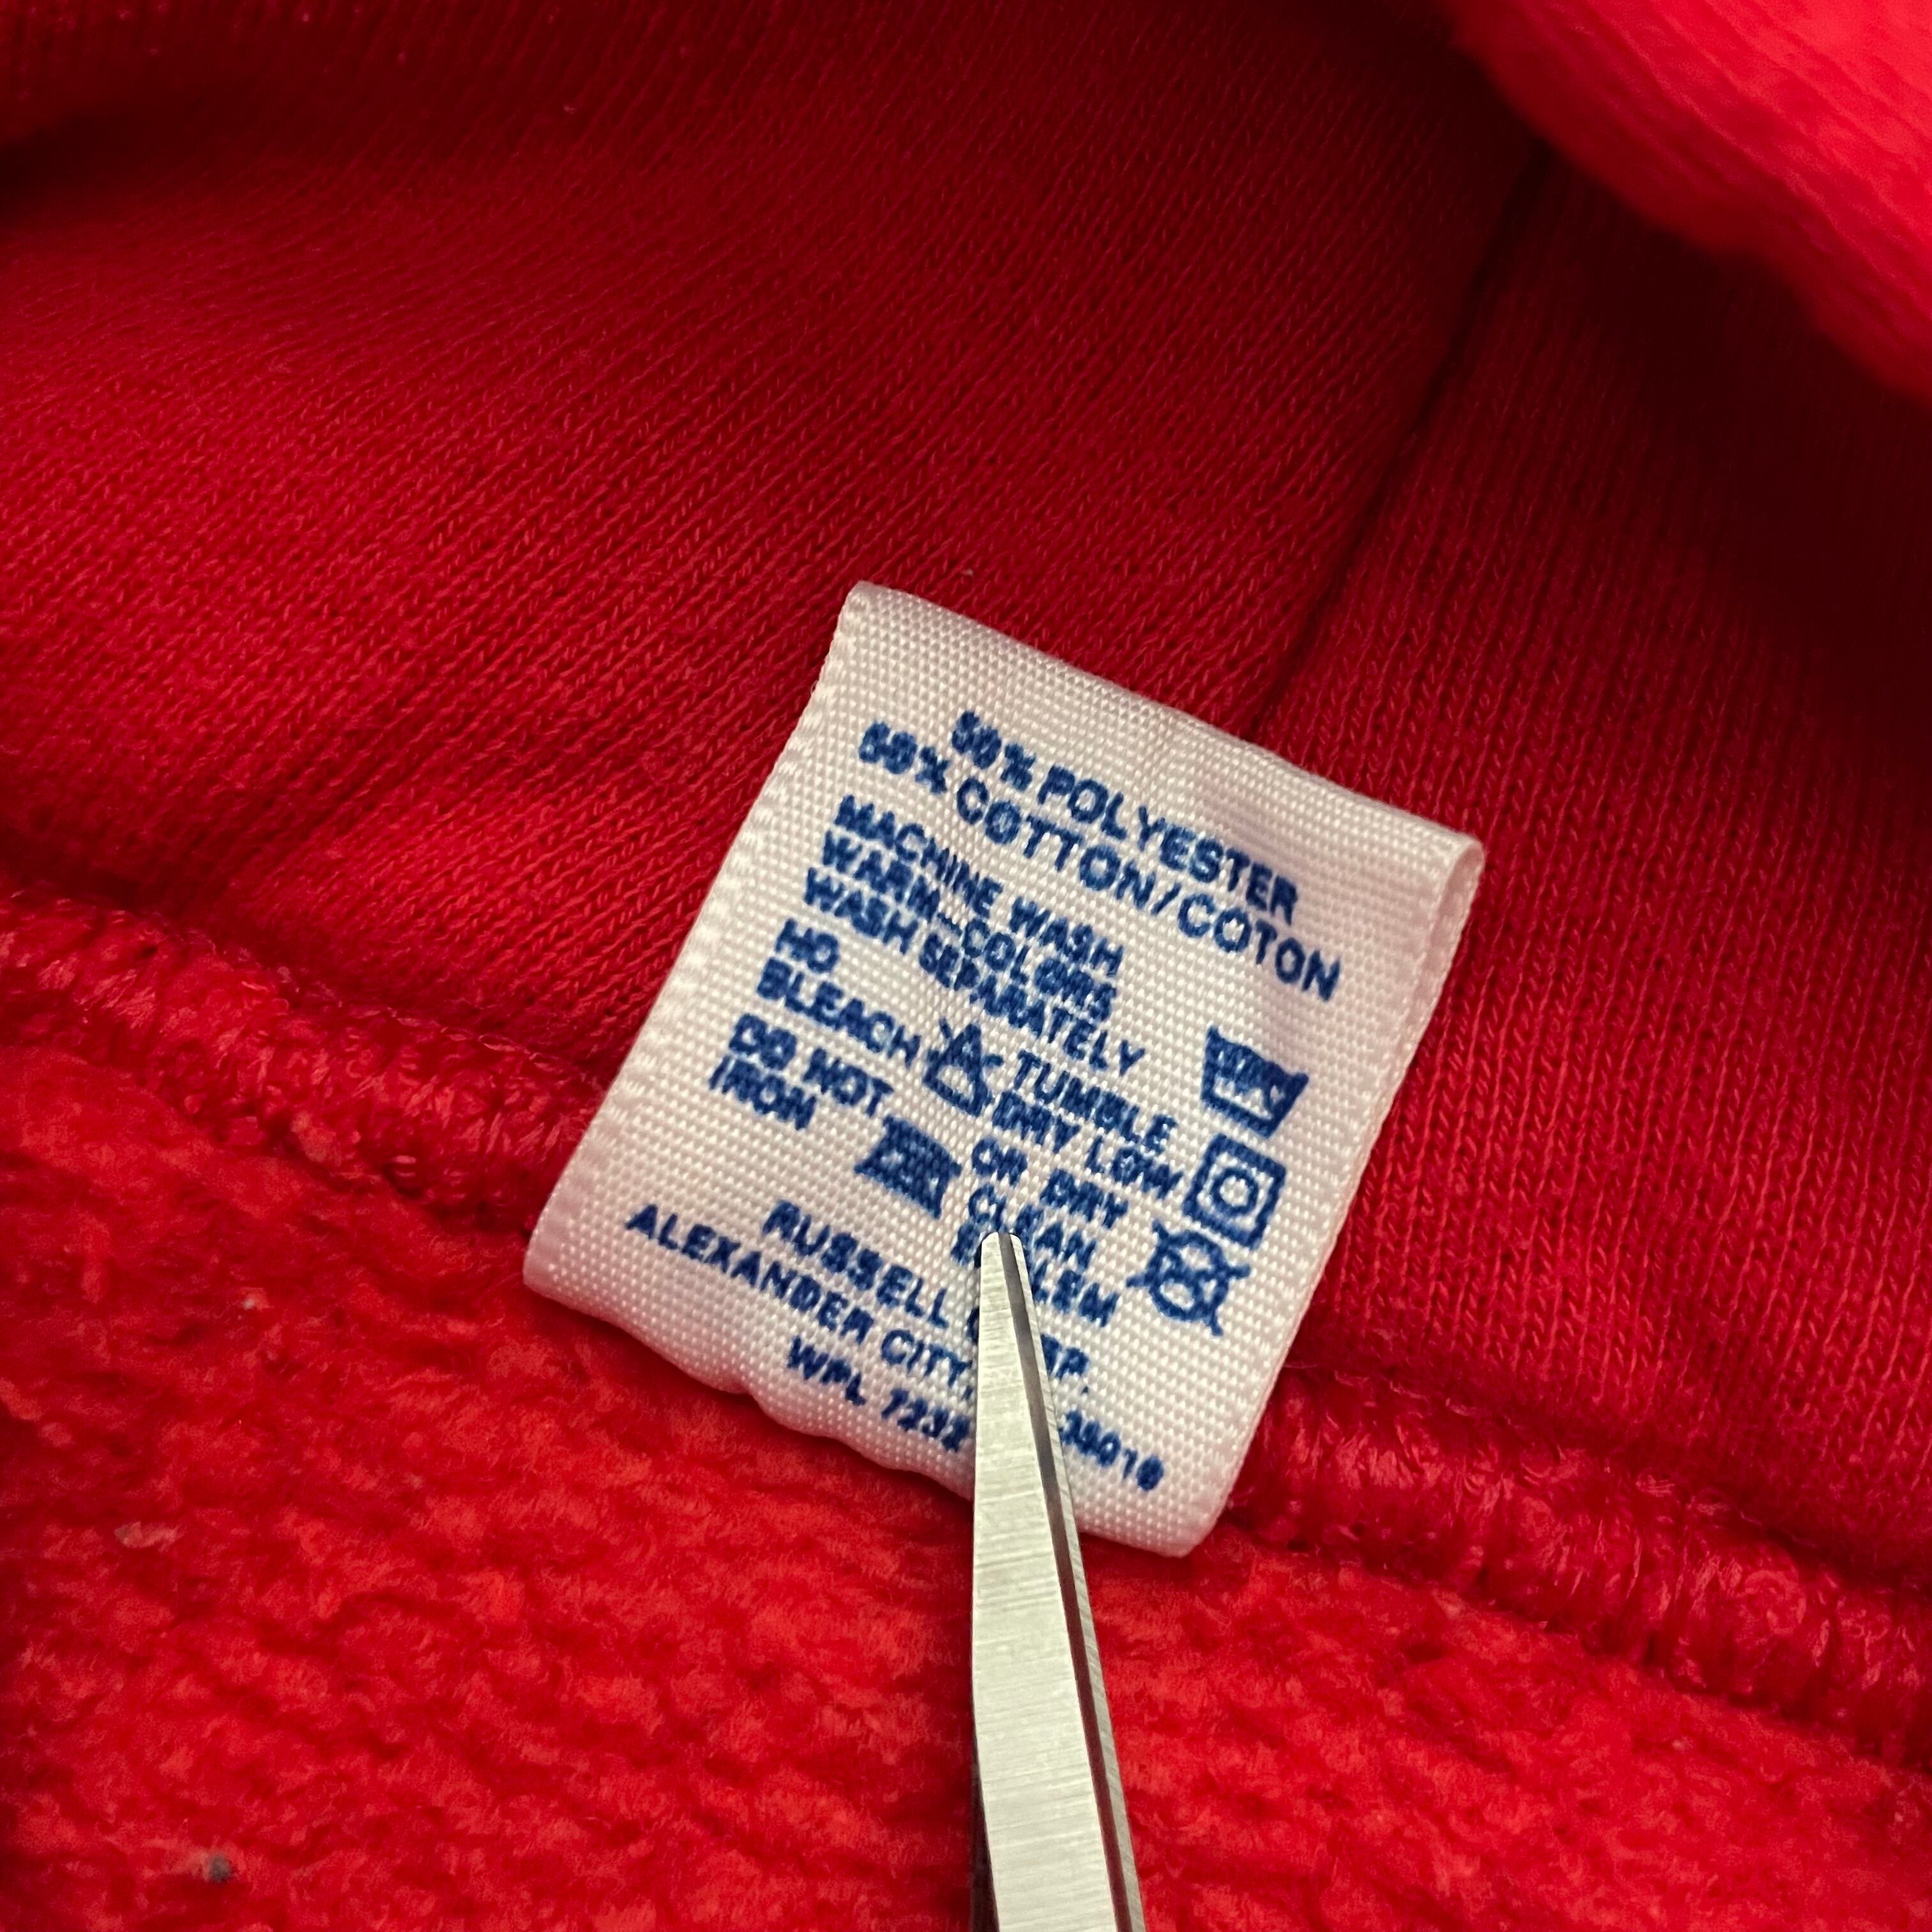 50% POLYESTER
50% COTTON/COTON
MACHINE WASH
WARM-COLORS
WASH SEPARATELY
NO
BLEACH
TUMBLE
DRY LOW
DO NOT
IRON
OR DRY
CLEAN
RUSSELL
ALEXANDER CITY,
WPL 7232